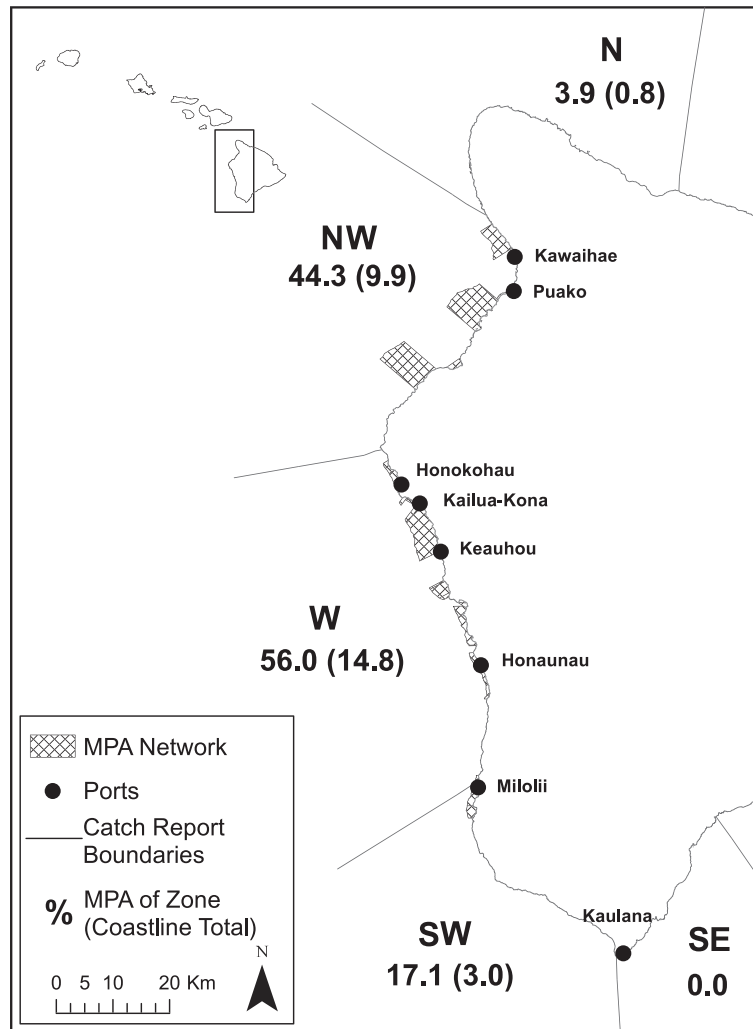 N
3.9 (0.8)
NW
44.3 (9.9)
Kawaihae
Puako
Honokohau
Kailua-Kona
Keauhou
W
56.0 (14.8)
Honaunau
Milolii
Kaulana
SW
17.1 (3.0)
SE
0.0
MPA Network
Ports
Catch Report
Boundaries
% MPA of Zone
(Coastline Total)
N
0 5 10 20 Km